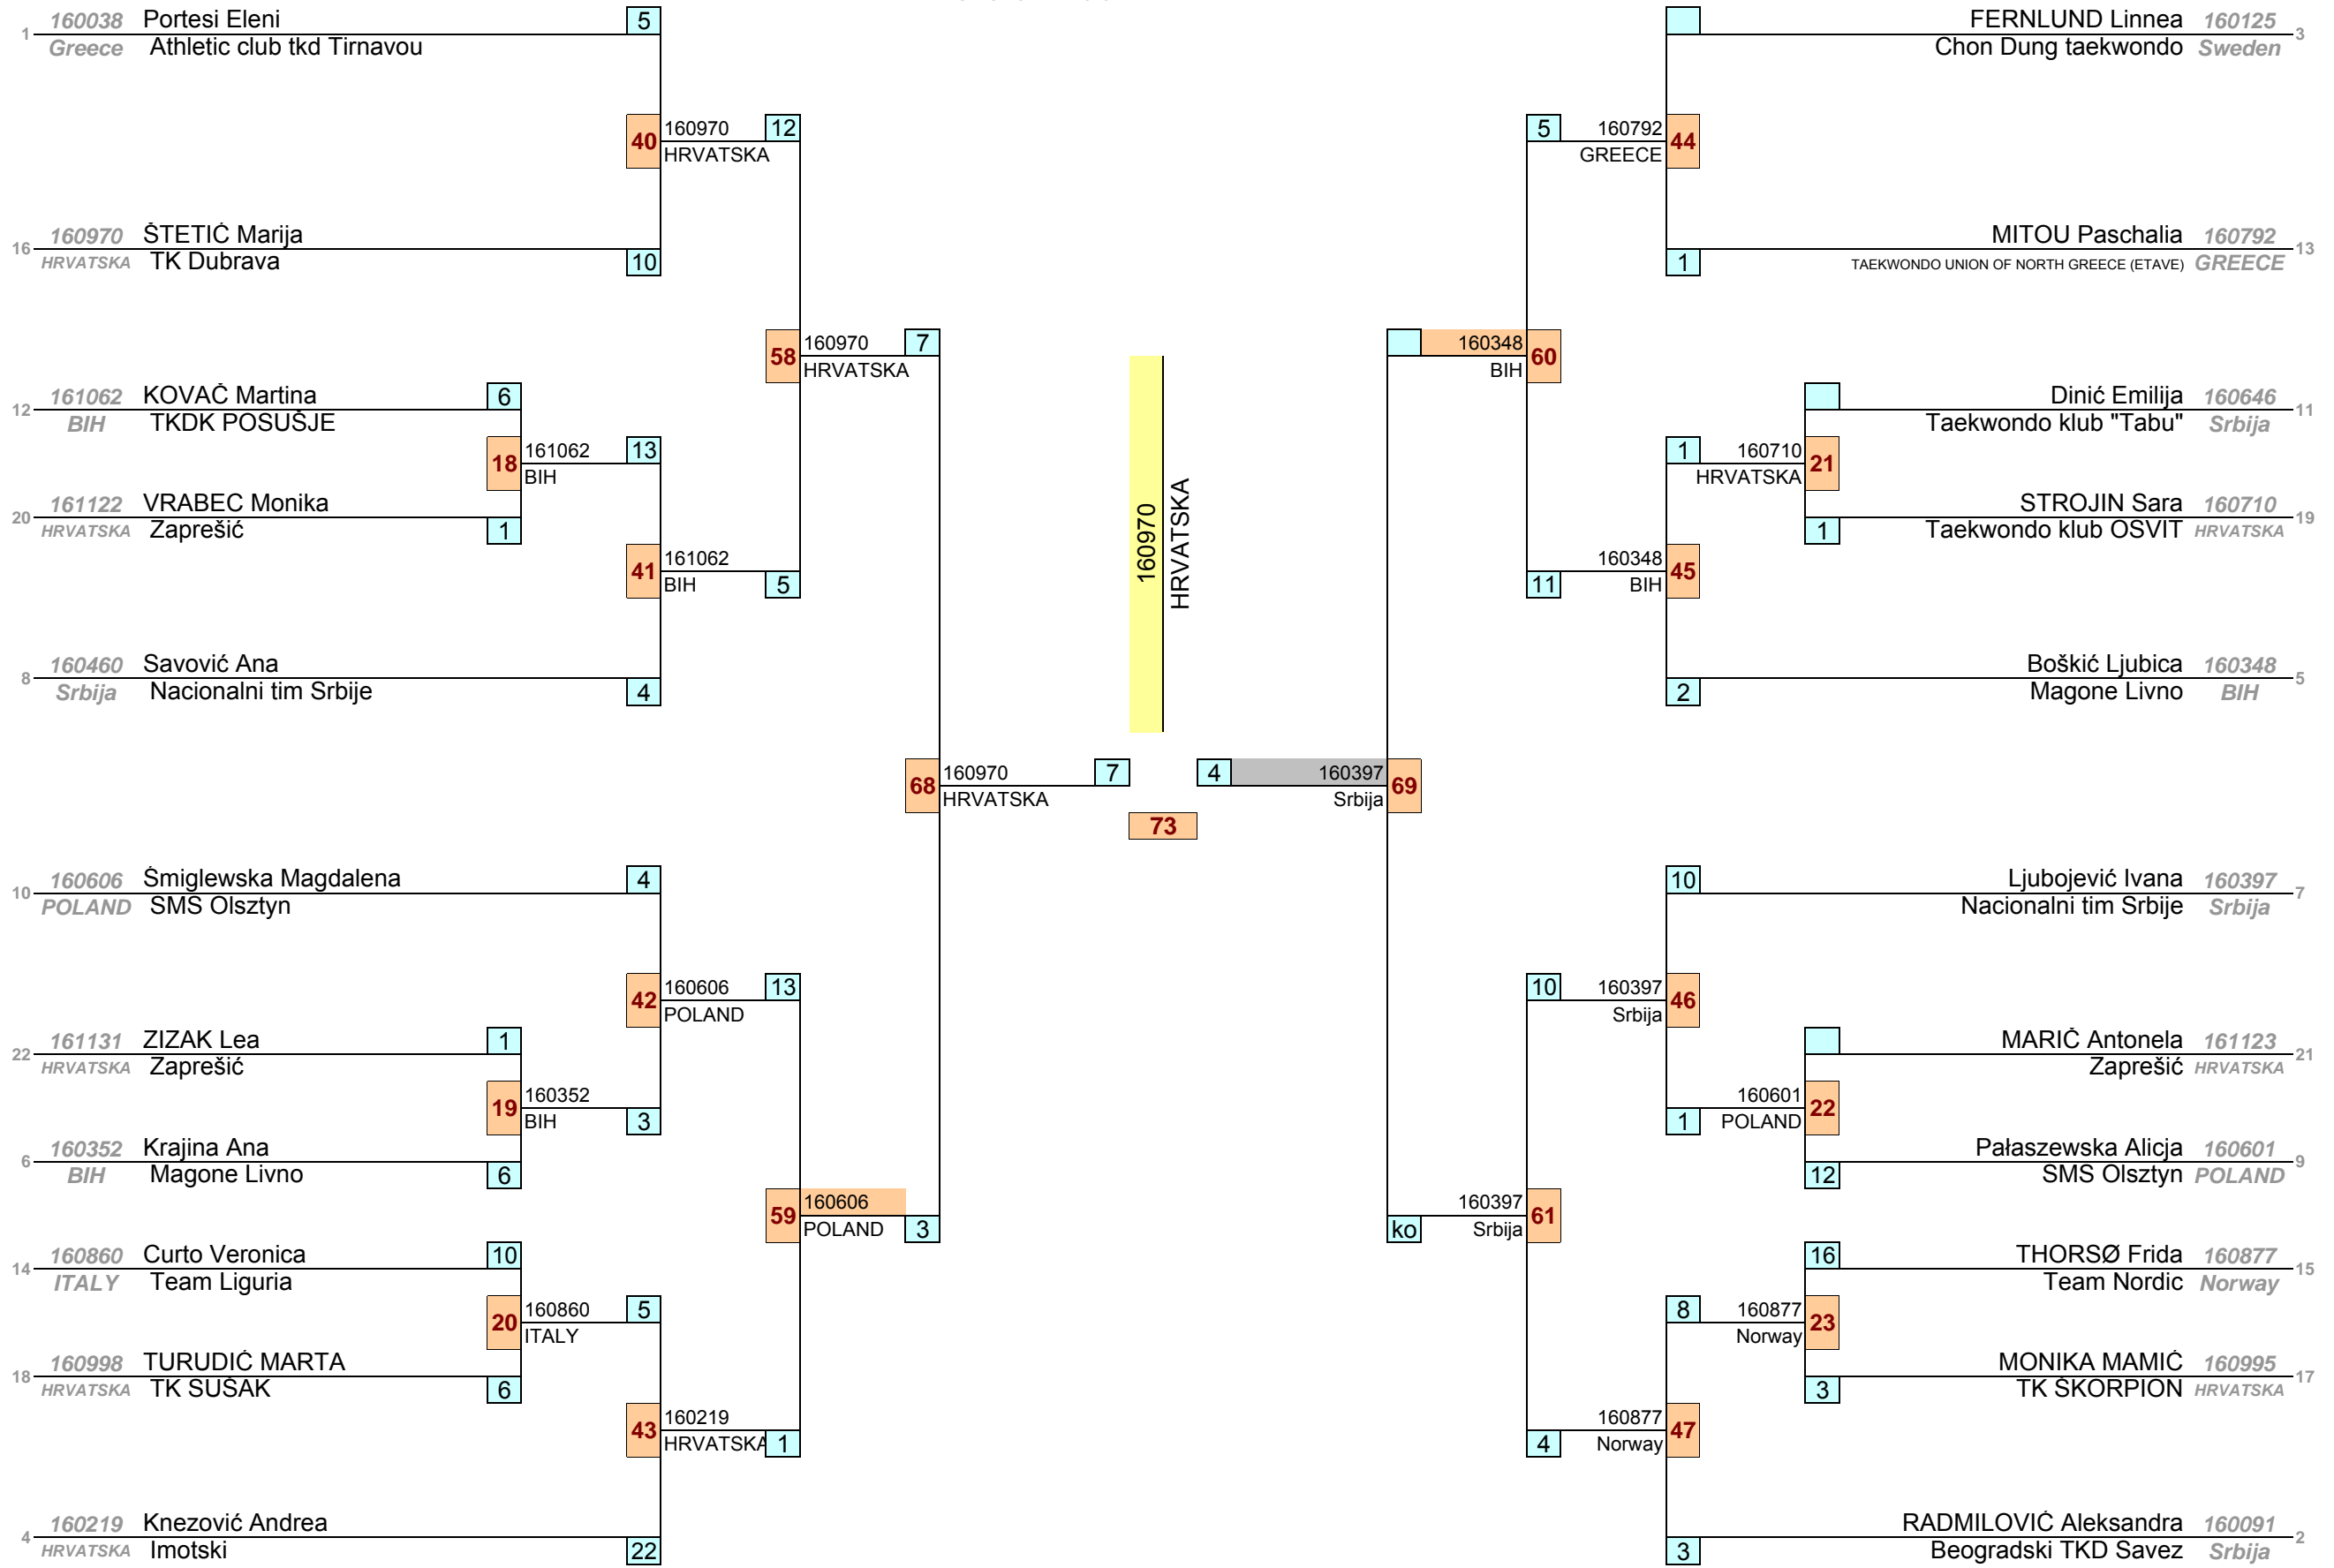 160038 Portesi Eleni 5
1 Greece Athletic club tkd Tirnavou
40 160970 12
HRVATSKA
160970 ŠTETIĆ Marija
16 HRVATSKA TK Dubrava 10
58 160970 7
HRVATSKA
161062 KOVAČ Martina 6
12 BIH TKDK POSUŠJE
18 161062 13
BIH
161122 VRABEC Monika
20 HRVATSKA Zaprešić 1
41 161062
BIH 5
160460 Savović Ana
8 Srbija Nacionalni tim Srbije 4
68 160970 7
HRVATSKA
160606 Śmiglewska Magdalena 4
10 POLAND SMS Olsztyn
42 160606 13
POLAND
161131 ZIZAK Lea 1
22 HRVATSKA Zaprešić
19 160352
BIH 3
160352 Krajina Ana
6 BIH Magone Livno 6
59 160606
POLAND 3
160860 Curto Veronica 10
14 ITALY Team Liguria
20 160860 5
ITALY
160998 TURUDIĆ MARTA
18 HRVATSKA TK SUŠAK 6
43 160219
HRVATSKA 1
160219 Knezović Andrea
4 HRVATSKA Imotski 22
160970
HRVATSKA
73
FERNLUND Linnea 160125
Chon Dung taekwondo Sweden 3
5 160792 44
GREECE
MITOU Paschalia 160792
1 TAEKWONDO UNION OF NORTH GREECE (ETAVE) GREECE 13
160348 60
BIH
Dinić Emilija 160646
Taekwondo klub "Tabu" Srbija 11
1 160710 21
HRVATSKA
STROJIN Sara 160710
1 Taekwondo klub OSVIT HRVATSKA 19
160348 45
11 BIH
Boškić Ljubica 160348
2 Magone Livno BIH 5
4 160397 69
Srbija
10 Ljubojević Ivana 160397
Nacionalni tim Srbije Srbija 7
10 160397 46
Srbija
MARIĆ Antonela 161123
Zaprešić HRVATSKA 21
160601 22
1 POLAND
Pałaszewska Alicja 160601
12 SMS Olsztyn POLAND 9
160397 61
ko Srbija
16 THORSØ Frida 160877
Team Nordic Norway 15
8 160877 23
Norway
MONIKA MAMIĆ 160995
3 TK ŠKORPION HRVATSKA 17
160877 47
4 Norway
RADMILOVIĆ Aleksandra 160091
3 Beogradski TKD Savez Srbija 2